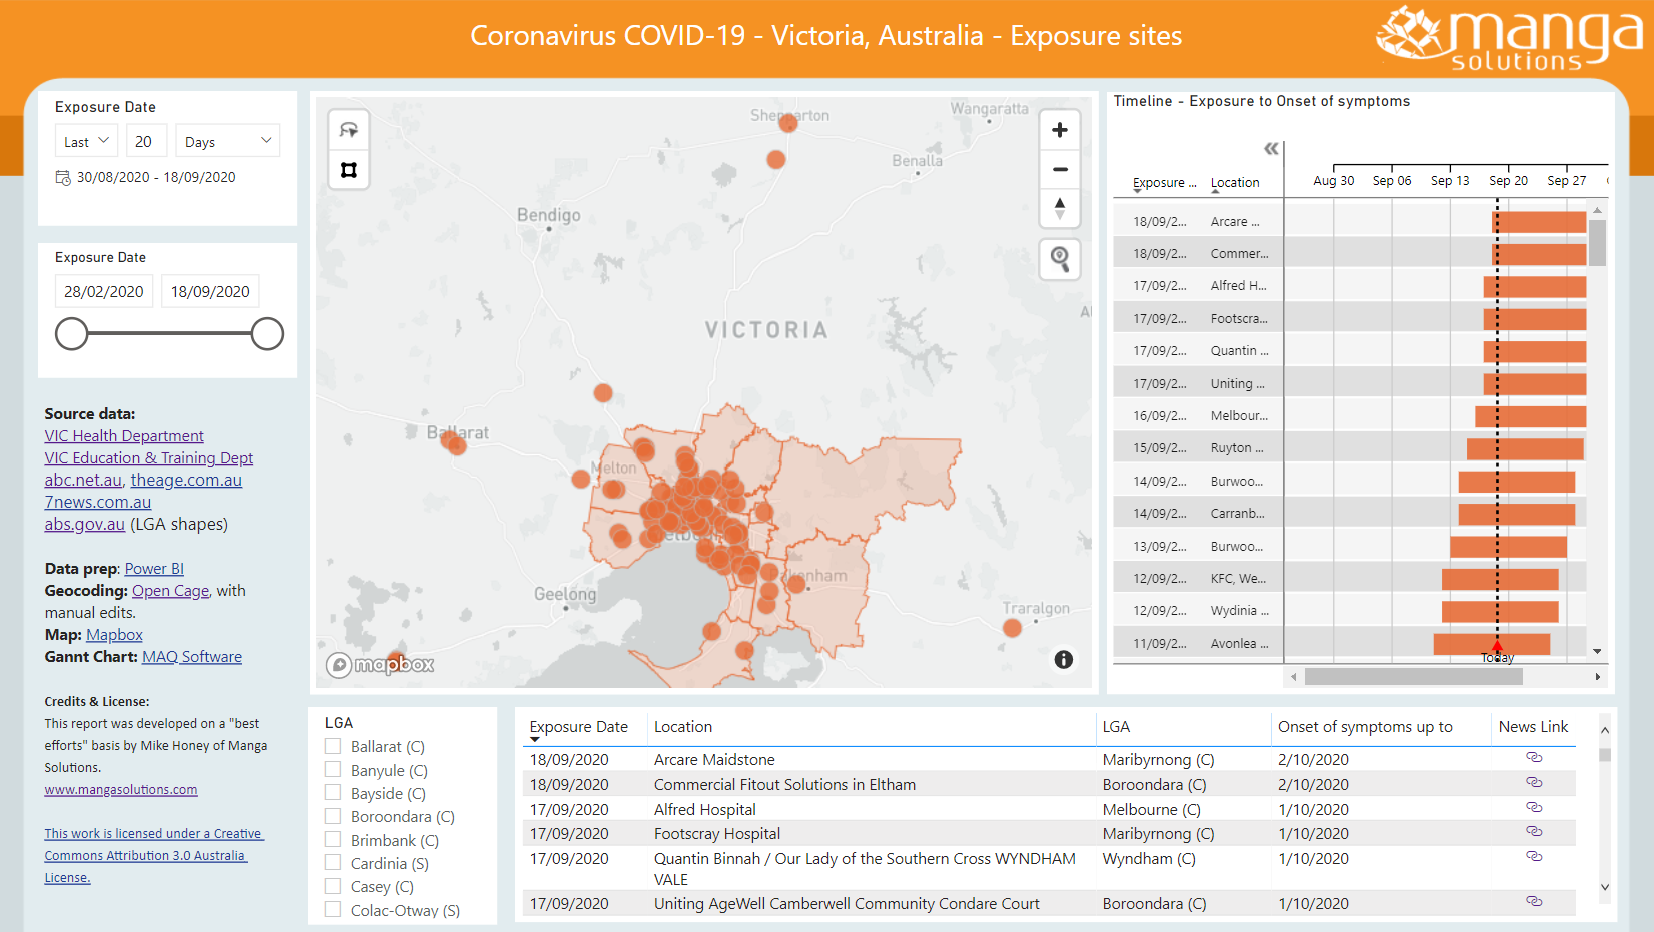 Coronavirus COVID-19 - Victoria, Australia - Exposure sites
manga
solutions
Exposure Date
Last 20 Days
30/08/2020 - 18/09/2020
Exposure Date
28/02/2020 18/09/2020
Source data:
VIC Health Department
VIC Education & Training Dept
abc.net.au, theage.com.au
7news.com.au
abs.gov.au (LGA shapes)
Data prep: Power BI
Geocoding: Open Cage, with
manual edits.
Map: Mapbox
Gannt Chart: MAQ Software
Credits & License:
This report was developed on a "best
efforts" basis by Mike Honey of Manga
Solutions.
www.mangasolutions.com
This work is licensed under a Creative
Commons Attribution 3.0 Australia
License.
Shepparton
Wangaratta
Benalla
Bendigo
VICTORIA
Ballarat
Melton
Geelong
Traralgon
mapbox
Timeline - Exposure to Onset of symptoms
Exposure ... Location Aug 30 Sep 06 Sep 13 Sep 20 Sep 27
18/09/2... Arcare ...
18/09/2... Commer...
17/09/2... Alfred H...
17/09/2... Footscra...
17/09/2... Quantin ...
17/09/2... Uniting ...
16/09/2... Melbour...
15/09/2... Ruyton ...
14/09/2... Burwoo...
14/09/2... Carranb...
13/09/2... Burwoo...
12/09/2... KFC, We...
12/09/2... Wydinia ...
11/09/2... Avonlea ...
Today
LGA
Ballarat (C)
Banyule (C)
Bayside (C)
Boroondara (C)
Brimbank (C)
Cardinia (S)
Casey (C)
Colac-Otway (S)
Exposure Date Location LGA Onset of symptoms up to News Link
18/09/2020 Arcare Maidstone Maribyrnong (C) 2/10/2020
18/09/2020 Commercial Fitout Solutions in Eltham Boroondara (C) 2/10/2020
17/09/2020 Alfred Hospital Melbourne (C) 1/10/2020
17/09/2020 Footscray Hospital Maribyrnong (C) 1/10/2020
17/09/2020 Quantin Binnah / Our Lady of the Southern Cross WYNDHAM Wyndham (C) 1/10/2020
VALE
17/09/2020 Uniting AgeWell Camberwell Community Condare Court Boroondara (C) 1/10/2020